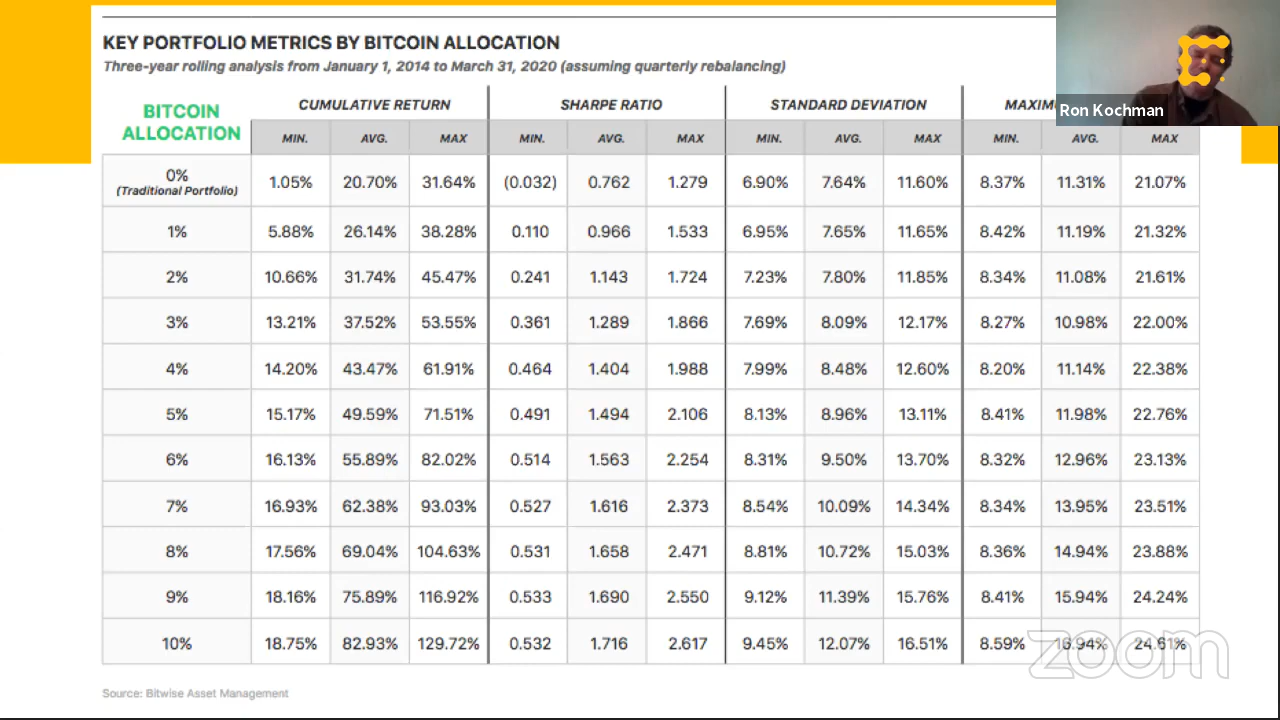 KEY PORTFOLIO METRICS BY BITCOIN ALLOCATION
Three-year rolling analysis from January 1, 2014 to March 31, 2020 (assuming quarterly rebalancing)
Ron Kochman
BITCOIN ALLOCATION CUMULATIVE RETURN SHARPE RATIO STANDARD DEVIATION
MIN. AVG. MAX MIN. AVG. MAX MIN. AVG. MAX MIN. AVG. MAX
0% (Traditional Portfolio) 1.05% 20.70% 31.64% (0.032) 0.762 1.279 6.90% 7.64% 11.60% 8.37% 11.31% 21.07%
1% 5.88% 26.14% 38.28% 0.110 0.966 1.533 6.95% 7.65% 11.65% 8.42% 11.19% 21.32%
2% 10.66% 31.74% 45.47% 0.241 1.143 1.724 7.23% 7.80% 11.85% 8.34% 11.08% 21.61%
3% 13.21% 37.52% 53.55% 0.361 1.289 1.866 7.69% 8.09% 12.17% 8.27% 10.98% 22.00%
4% 14.20% 43.47% 61.91% 0.464 1.404 1.988 7.99% 8.48% 12.60% 8.20% 11.14% 22.38%
5% 15.17% 49.59% 71.51% 0.491 1.494 2.106 8.13% 8.96% 13.11% 8.41% 11.98% 22.76%
6% 16.13% 55.89% 82.02% 0.514 1.563 2.254 8.31% 9.50% 13.70% 8.32% 12.96% 23.13%
7% 16.93% 62.38% 93.03% 0.527 1.616 2.373 8.54% 10.09% 14.34% 8.34% 13.95% 23.51%
8% 17.56% 69.04% 104.63% 0.531 1.658 2.471 8.81% 10.72% 15.03% 8.36% 14.94% 23.88%
9% 18.16% 75.89% 116.92% 0.533 1.690 2.550 9.12% 11.39% 15.76% 8.41% 15.94% 24.24%
10% 18.75% 82.93% 129.72% 0.532 1.716 2.617 9.45% 12.07% 16.51% 8.59% 16.94% 24.61%
zoom
Source: Bitwise Asset Management